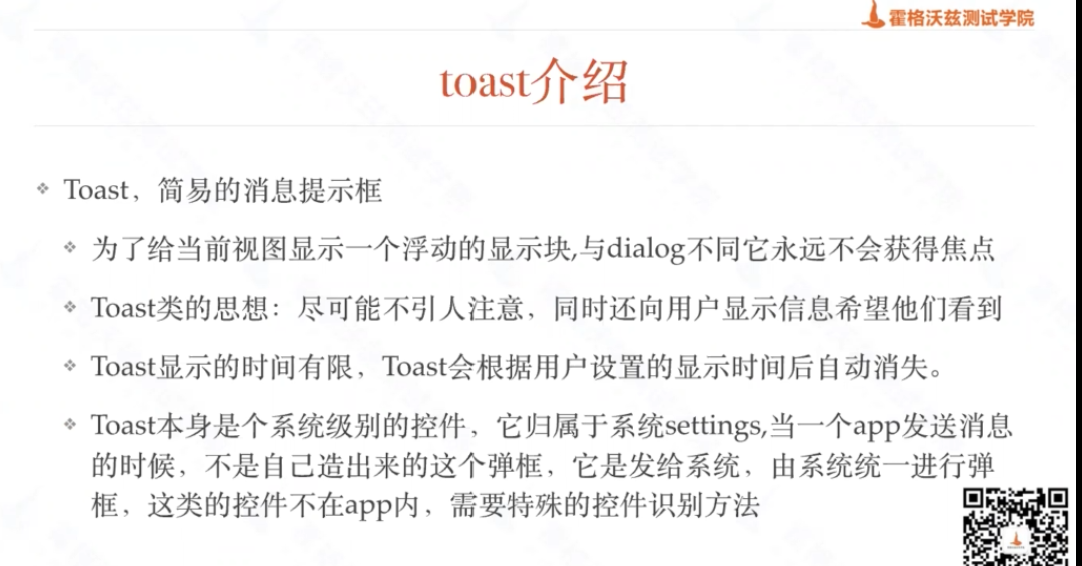 霍格沃兹测试学院
toast介绍
Toast，简易的消息提示框
为了给当前视图显示一个浮动的显示块,与dialog不同它永远不会获得焦点
Toast类的思想：尽可能不引人注意，同时还向用户显示信息希望他们看到
Toast显示的时间有限，Toast会根据用户设置的显示时间后自动消失。
Toast本身是个系统级别的控件，它归属于系统settings,当一个app发送消息
的时候，不是自己造出来的这个弹框，它是发给系统，由系统统一进行弹
框，这类的控件不在app内，需要特殊的控件识别方法